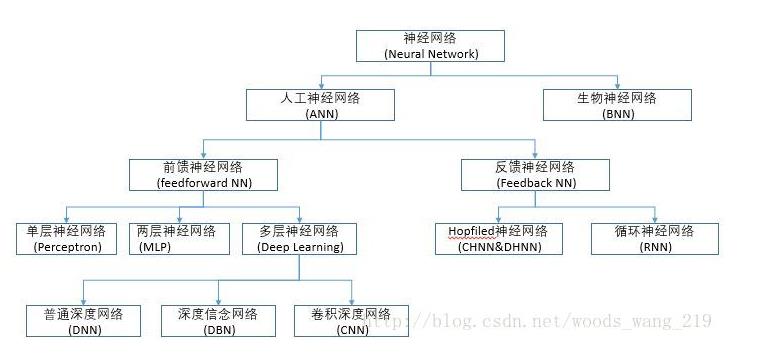 神经网络
(Neural Network)
人工神经网络
(ANN)
生物神经网络
(BNN)
前馈神经网络
(feedforward NN)
反馈神经网络
(Feedback NN)
单层神经网络
(Perceptron)
两层神经网络
(MLP)
多层神经网络
(Deep Learning)
Hopfiled神经网络
(CHNN&DHNN)
循环神经网络
(RNN)
普通深度网络
(DNN)
深度信念网络
(DBN)
卷积深度网络
(CNN)
http://blog.csdn.net/woods_wang_219